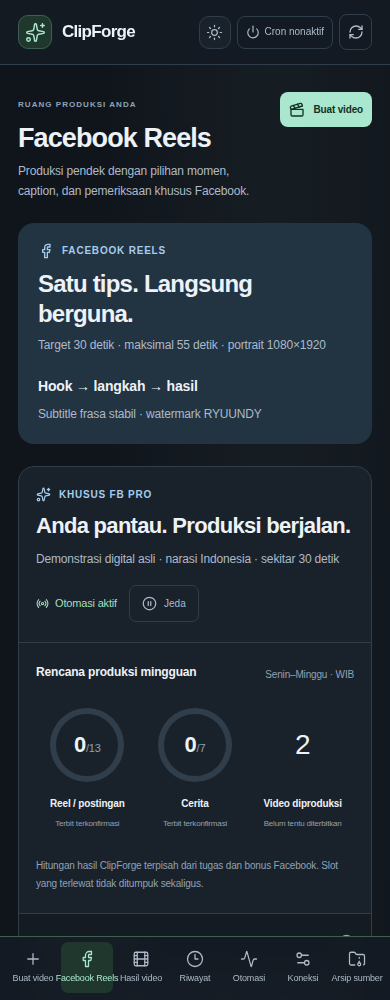 ClipForge
Cron nonaktif
RUANG PRODUKSI ANDA
Buat video
Facebook Reels
Produksi pendek dengan pilihan momen,
caption, dan pemeriksaan khusus Facebook.
FACEBOOK REELS
Satu tips. Langsung
berguna.
Target 30 detik · maksimal 55 detik · portrait 1080×1920
Hook → langkah → hasil
Subtitle frasa stabil · watermark RYUUNDY
KHUSUS FB PRO
Anda pantau. Produksi berjalan.
Demonstrasi digital asli · narasi Indonesia · sekitar 30 detik
Otomasi aktif
Jeda
Rencana produksi mingguan
Senin–Minggu · WIB
0/13
0/7
2
Reel / postingan
Cerita
Video diproduksi
Terbit terkonfirmasi
Terbit terkonfirmasi
Belum tentu diterbitkan
Hitungan hasil ClipForge terpisah dari tugas dan bonus Facebook. Slot
yang terlewat tidak ditumpuk sekaligus.
Buat video
Facebook Reels
Hasil video
Riwayat
Otomasi
Koneksi
Arsip sumber